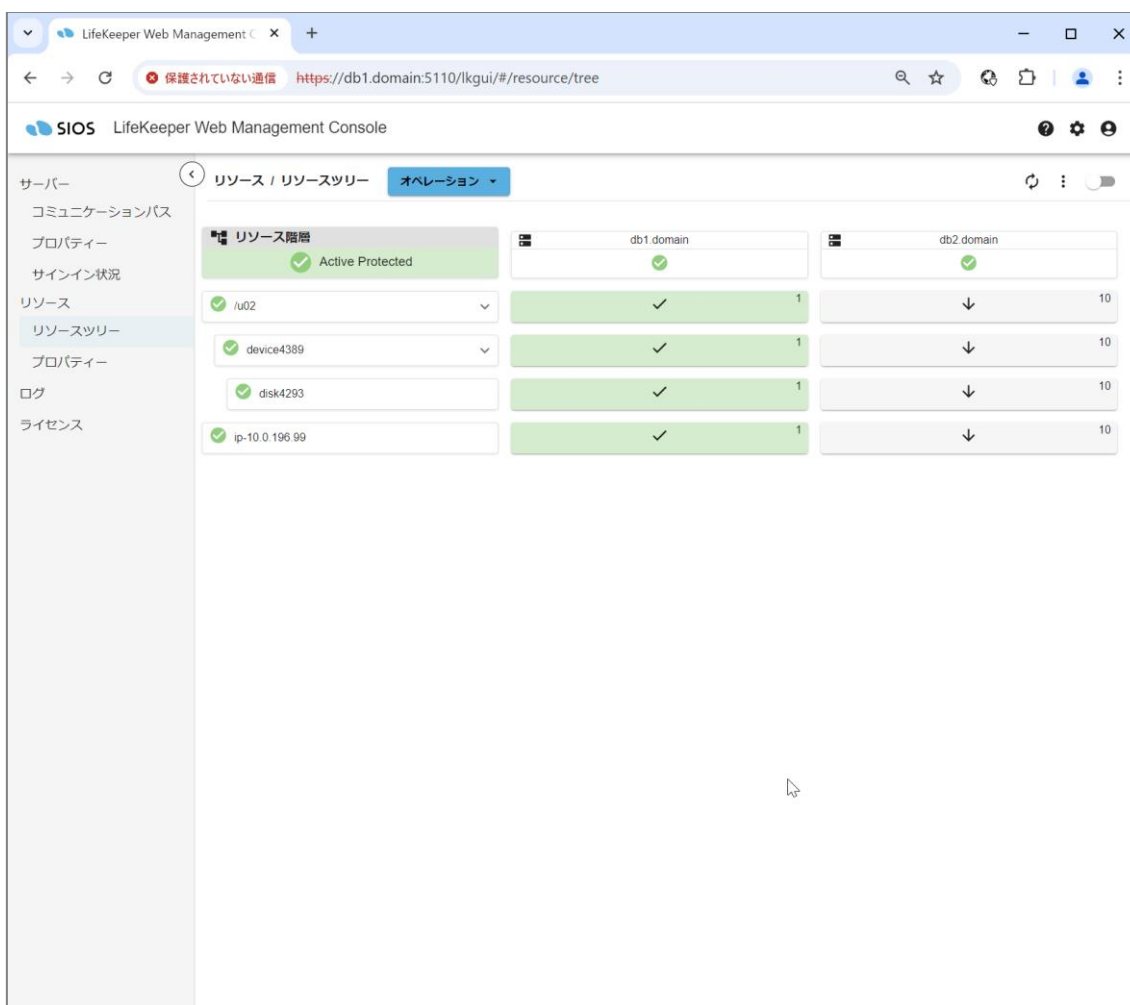 LifeKeeper Web Management C
保護されていない通信 https://db1.domain:5110/lkgui/#/resource/tree
SIOS LifeKeeper Web Management Console
サーバー
コミュニケーションパス
プロパティー
サインイン状況
リソース
リソースツリー
プロパティー
ログ
ライセンス
リソース / リソースツリー オペレーション
リソース階層 db1.domain db2.domain
Active Protected
/u02 1 10
device4389 1 10
disk4293 1 10
ip-10.0.196.99 1 10